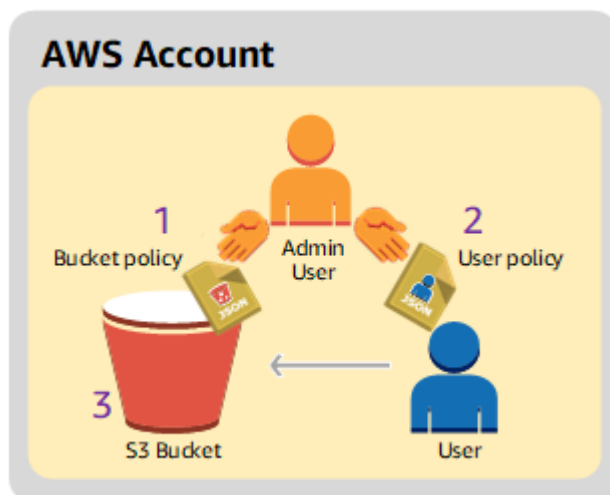 AWS Account
1
2
Bucket policy
Admin
User
User policy
JSON
JSON
3
S3 Bucket
User